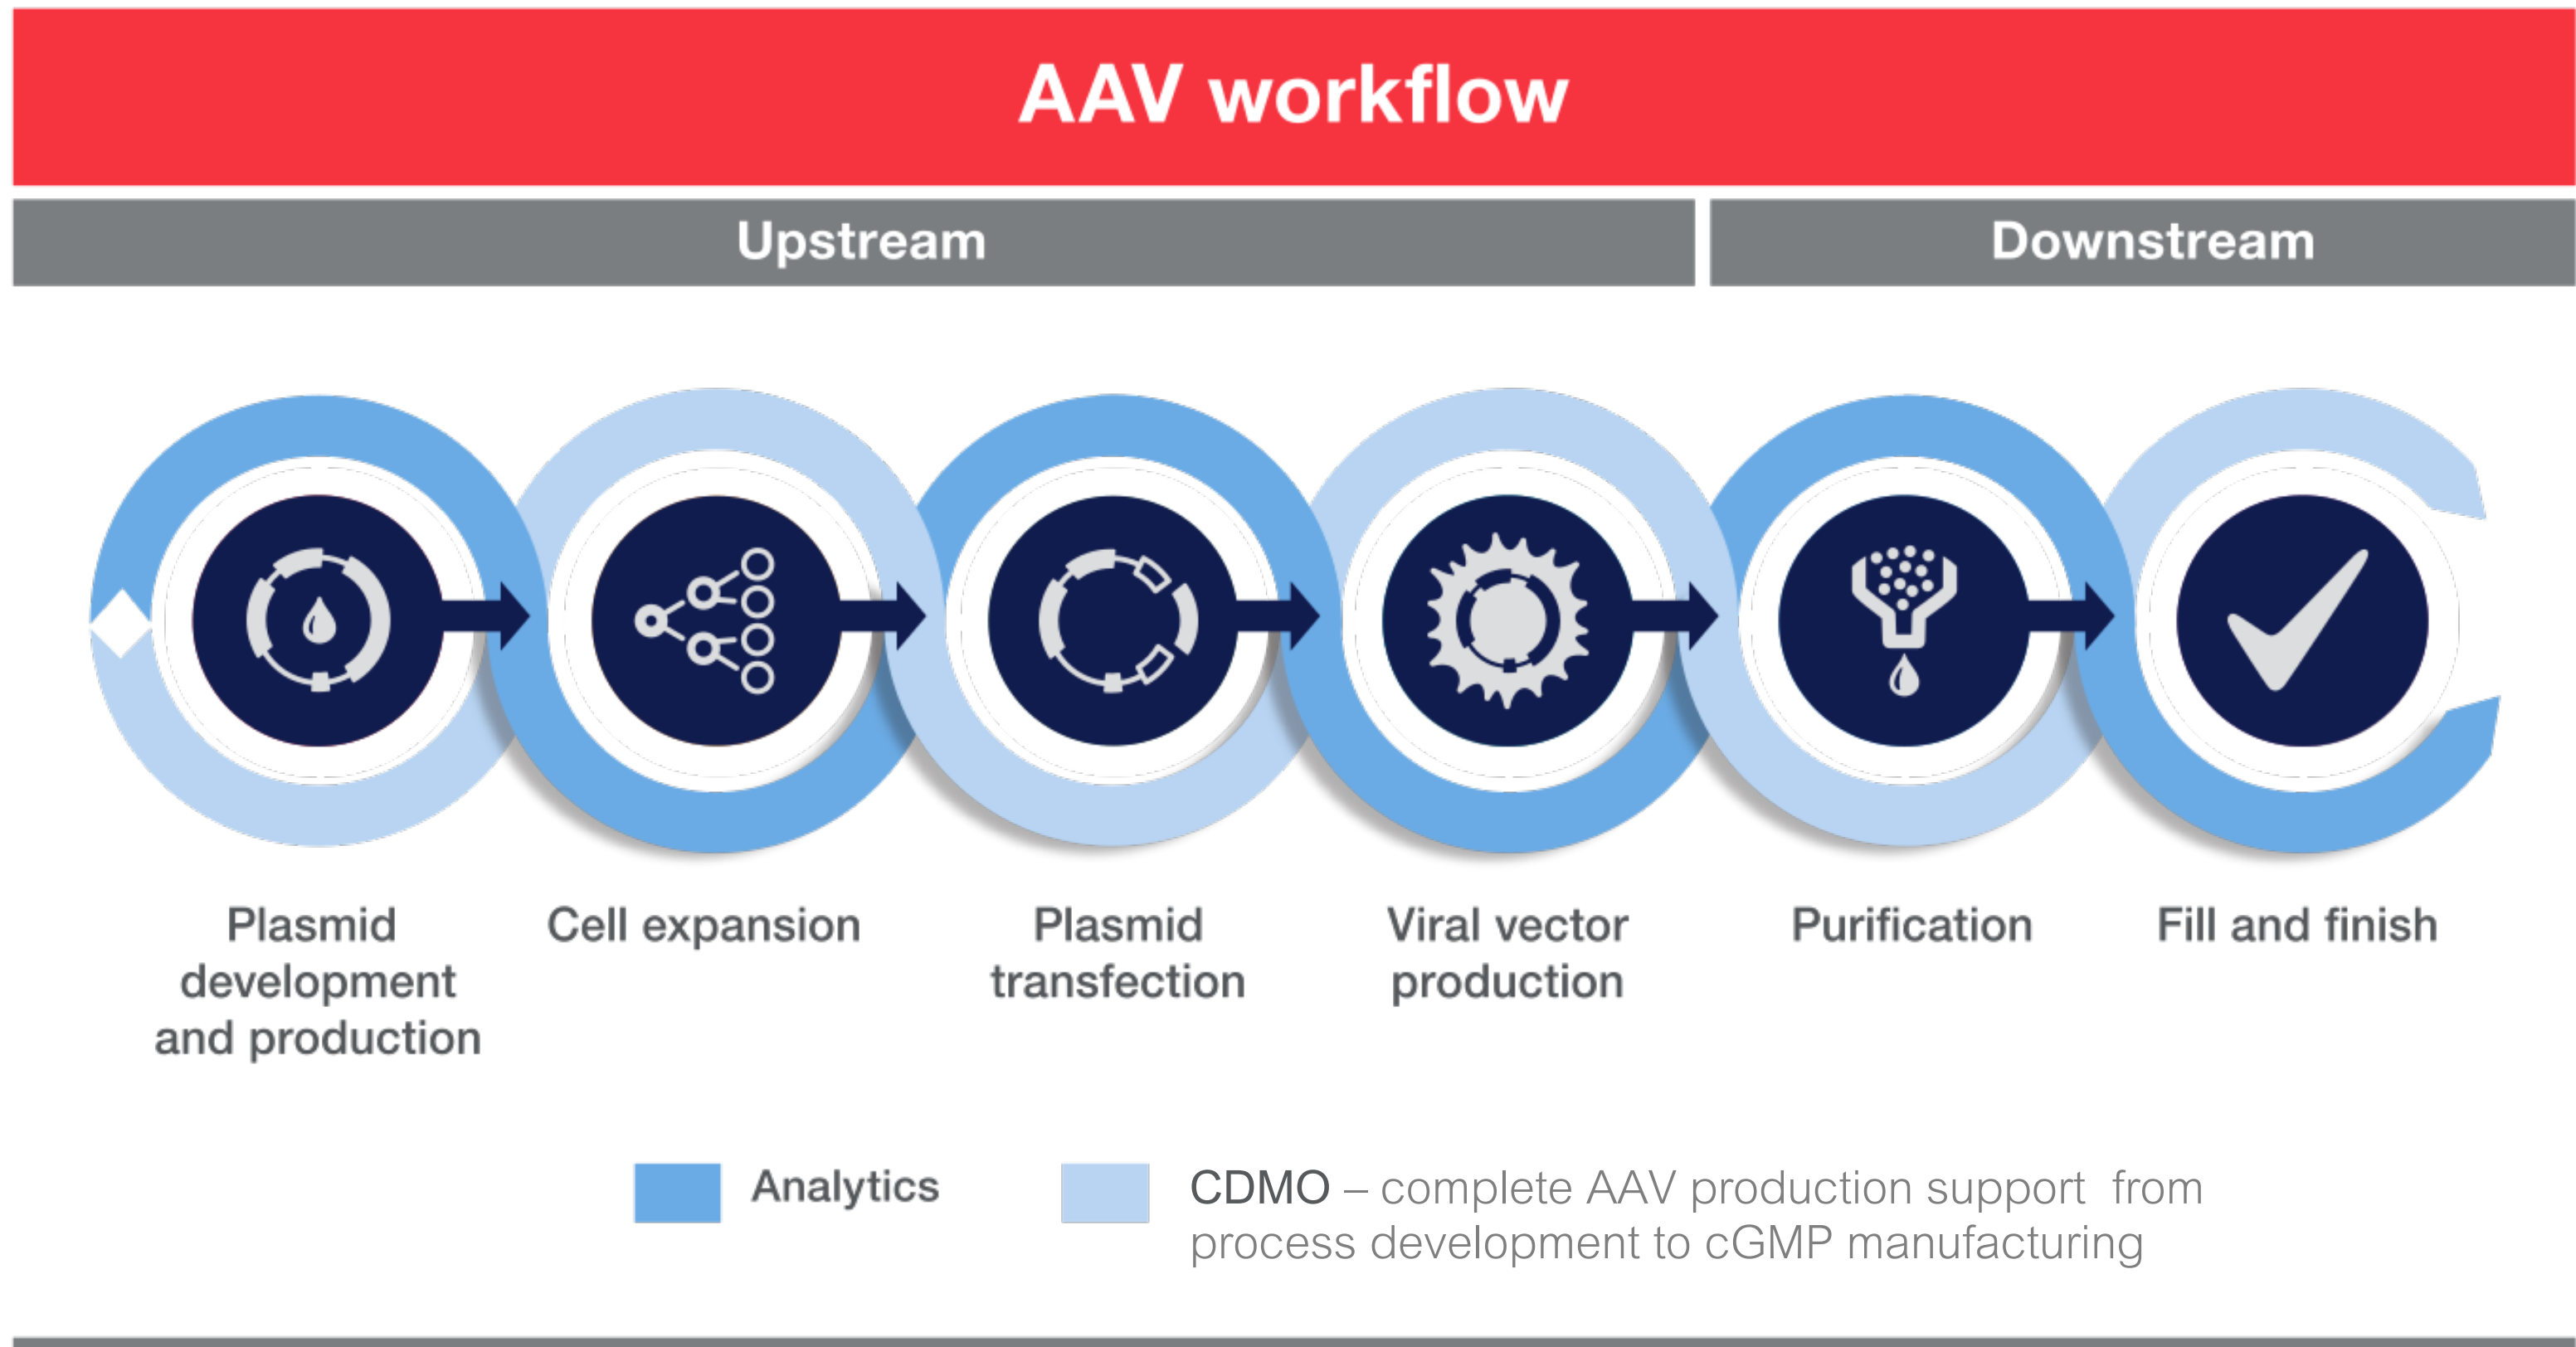 AAV workflow
Upstream
Downstream
Plasmid
development
and production
Cell expansion
Plasmid
transfection
Viral vector
production
Purification
Fill and finish
Analytics
CDMO – complete AAV production support  from
process development to cGMP manufacturing